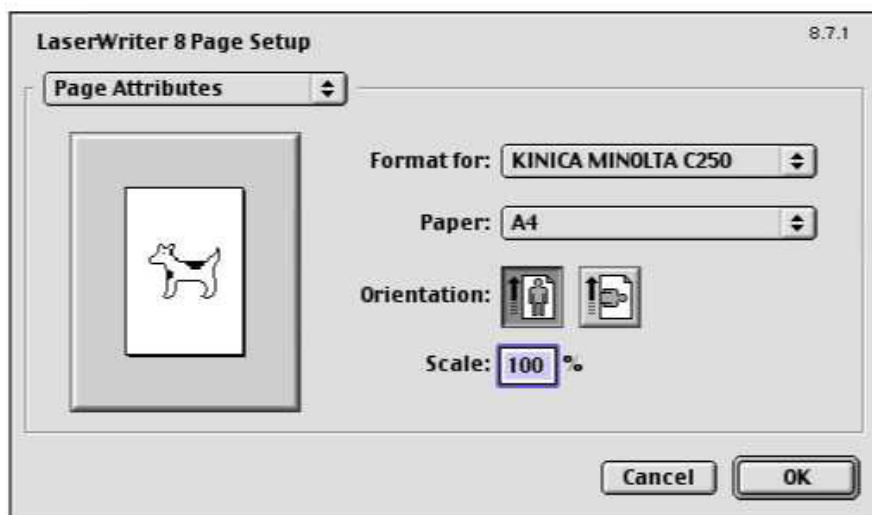 LaserWriter 8 Page Setup
8.7.1
Page Attributes
Format for: KINICA MINOLTA C250
Paper: A4
Orientation:
Scale: 100 %
Cancel OK